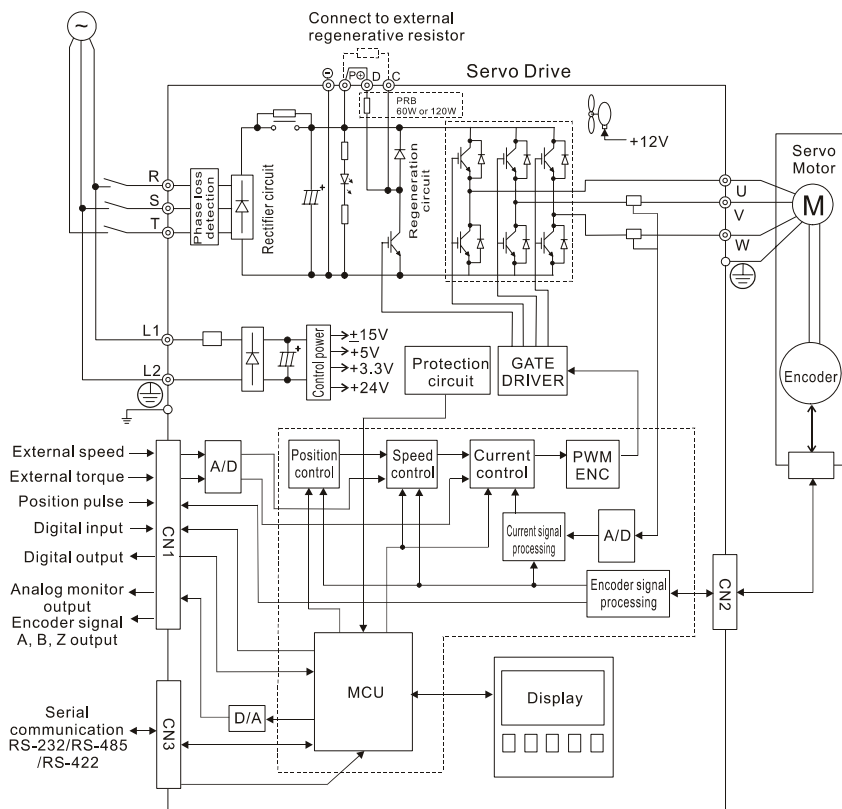 Connect to external
regenerative resistor
~
⊖
P⊕
D
C
Servo Drive
PRB
60W or 120W
+12V
Servo
Motor
R
S
T
Phase loss
detection
Rectifier circuit
+
Regeneration
circuit
U
V
W
M
L1
L2
+
Control power
±15V
+5V
+3.3V
+24V
Protection
circuit
GATE
DRIVER
Encoder
External speed
External torque
Position pulse
Digital input
Digital output
Analog monitor
output
Encoder signal
A, B, Z output
CN1
A/D
Position
control
Speed
control
Current
control
PWM
ENC
Current signal
processing
A/D
Encoder signal
processing
CN2
MCU
Display
D/A
Serial
communication
RS-232/RS-485
/RS-422
CN3